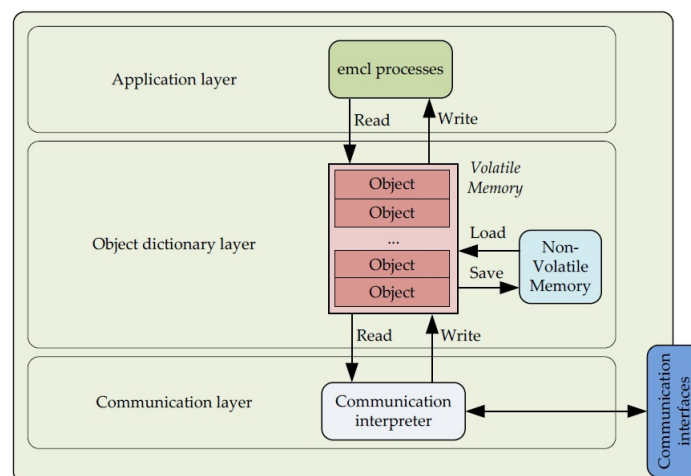 emcl processes
Application layer
Read
Write
Volatile
Memory
Object
Object
...
Object
Object
Object dictionary layer
Load
Save
Non-
Volatile
Memory
Read
Write
Communication layer
Communication
interpreter
Communication
interfaces